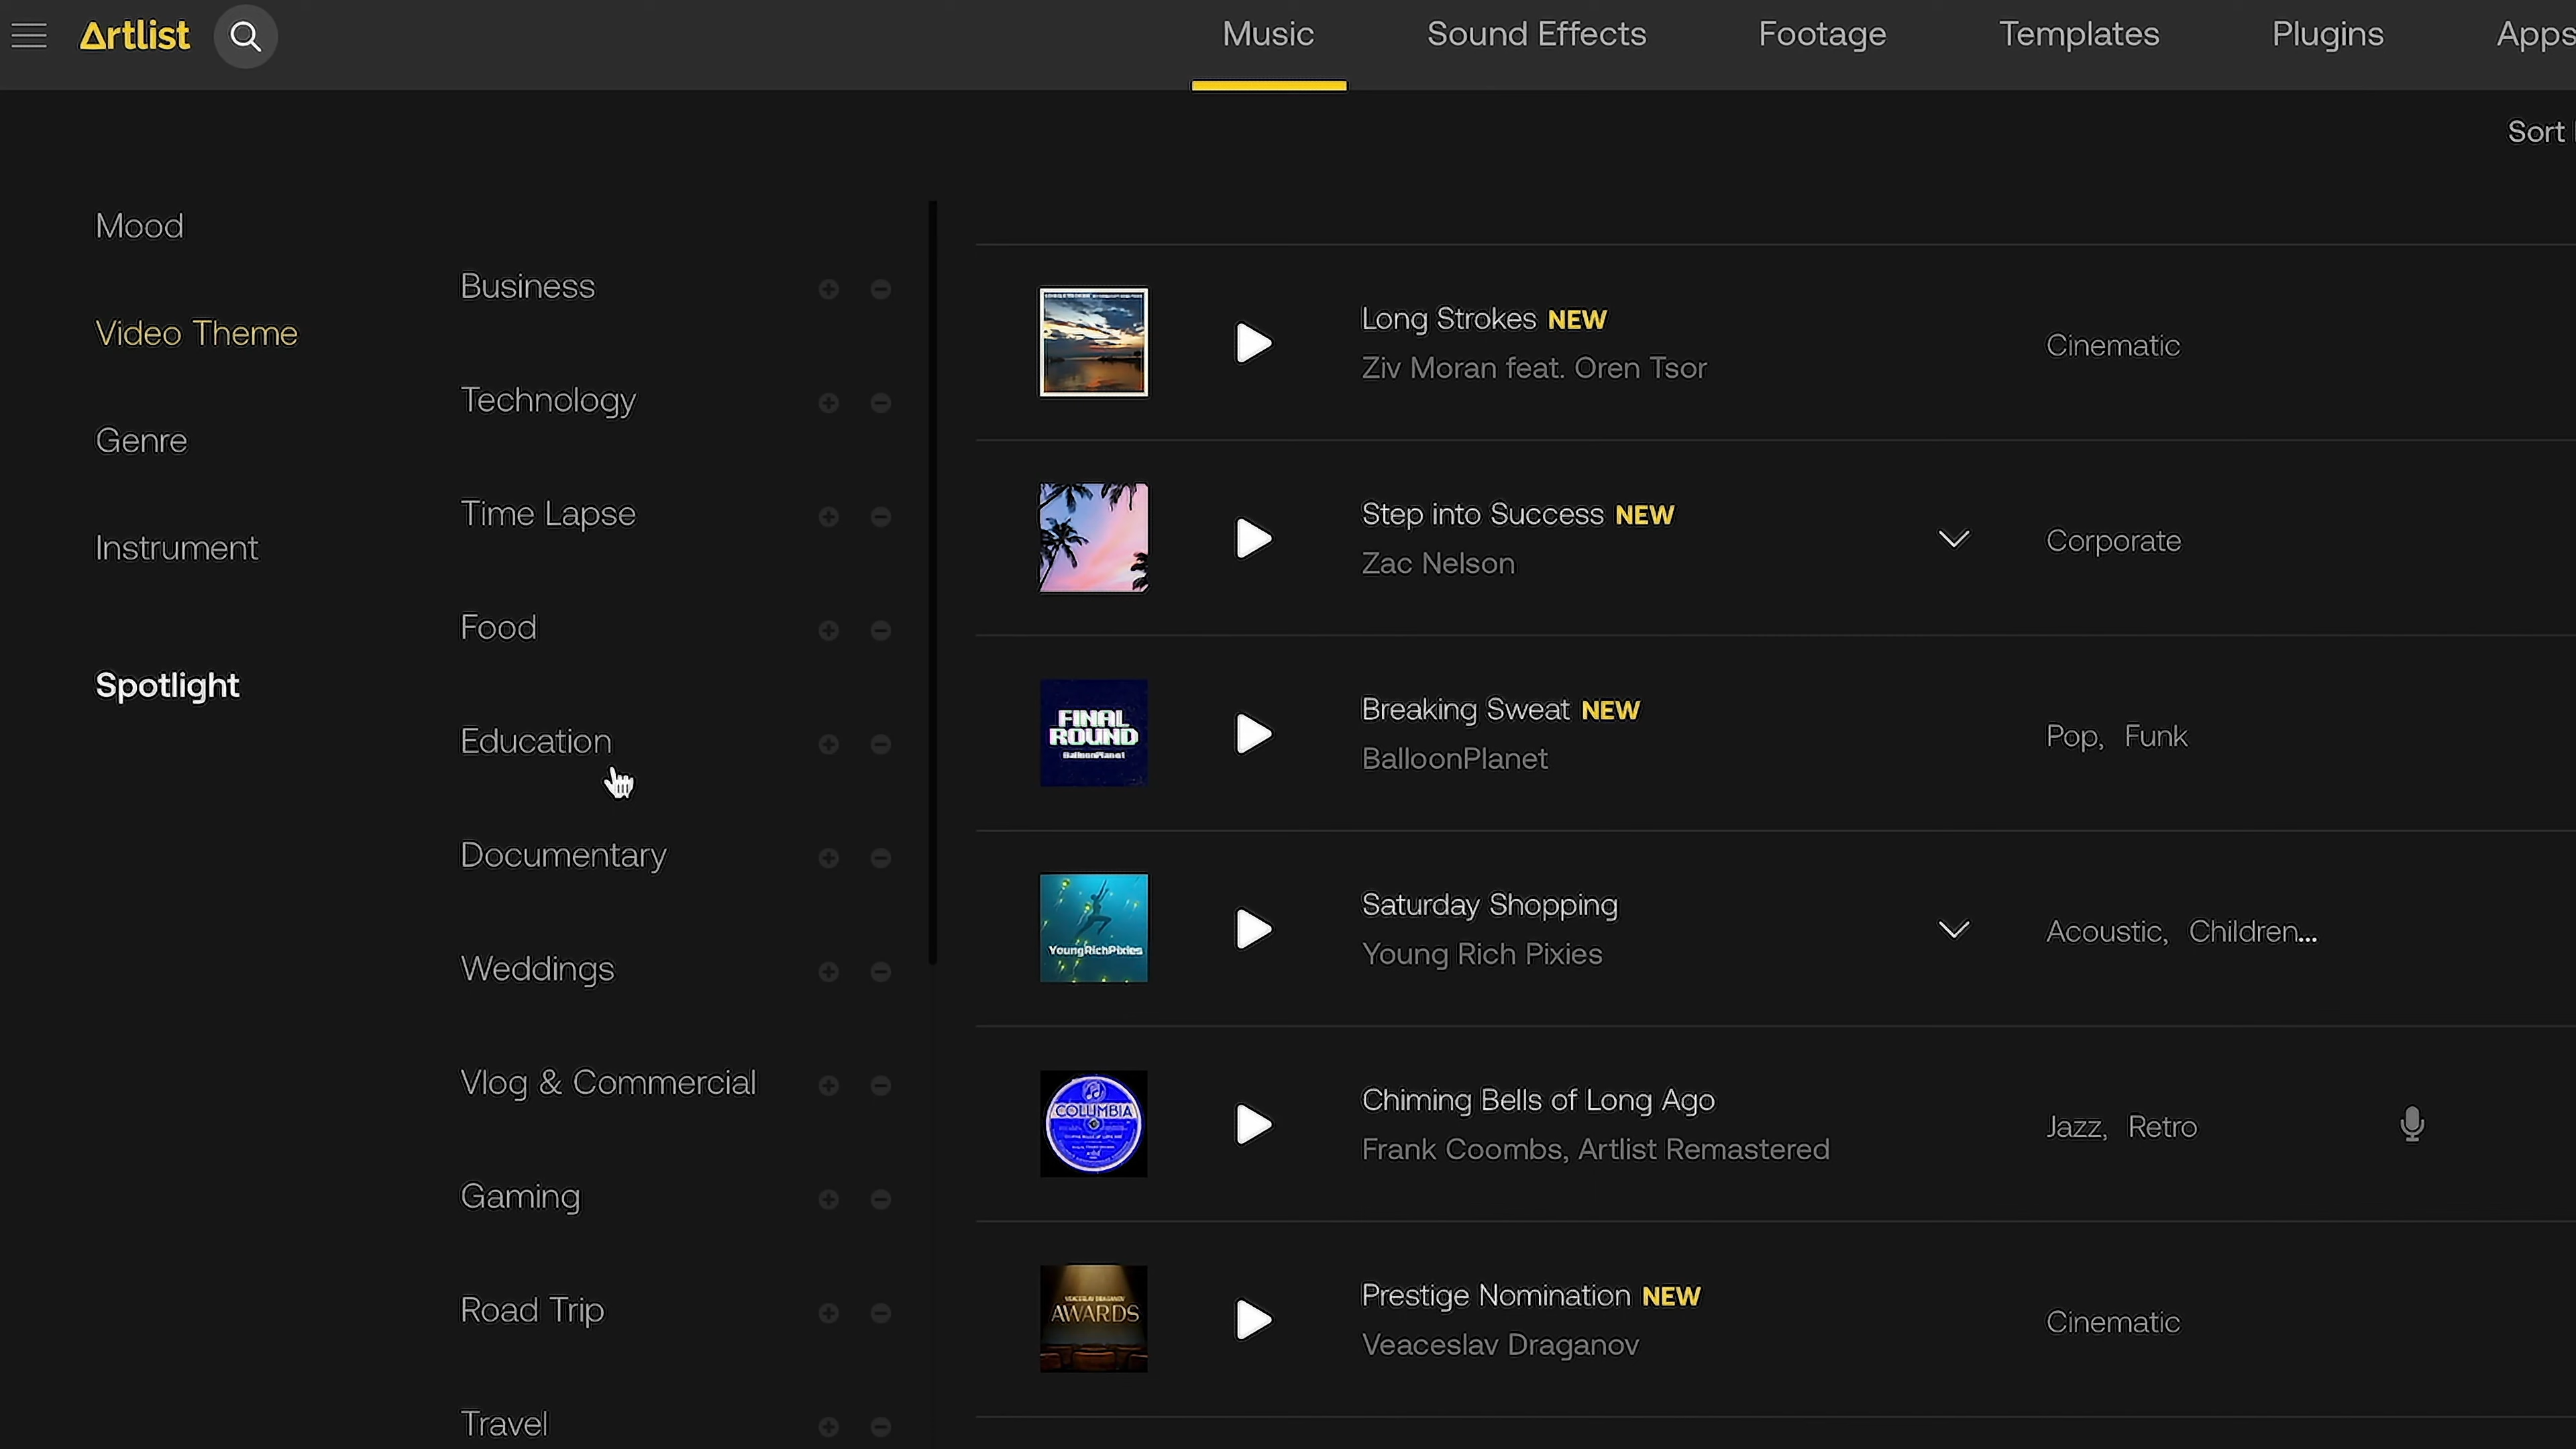 Artlist
Music
Sound Effects
Footage
Templates
Plugins
Apps
Sort
Mood
Video Theme
Genre
Instrument
Spotlight
Business
Technology
Time Lapse
Food
Education
Documentary
Weddings
Vlog & Commercial
Gaming
Road Trip
Travel
Long Strokes NEW
Ziv Moran feat. Oren Tsor
Cinematic
Step into Success NEW
Zac Nelson
Corporate
FINAL
ROUND
BalloonPlanet
Breaking Sweat NEW
BalloonPlanet
Pop, Funk
YoungRichPixies
Saturday Shopping
Young Rich Pixies
Acoustic, Children...
COLUMBIA
Chiming Bells of Long Ago
Frank Coombs, Artlist Remastered
Jazz, Retro
VEACESLAV DRAGANOV
AWARDS
Prestige Nomination NEW
Veaceslav Draganov
Cinematic